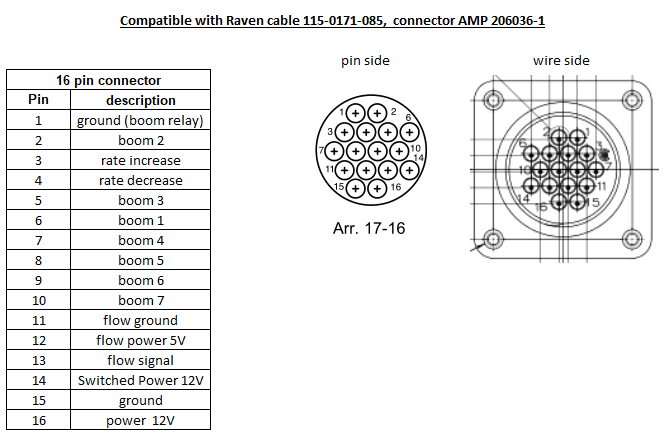 Compatible with Raven cable 115-0171-085, connector AMP 206036-1
16 pin connector
Pin description
1 ground (boom relay)
2 boom 2
3 rate increase
4 rate decrease
5 boom 3
6 boom 1
7 boom 4
8 boom 5
9 boom 6
10 boom 7
11 flow ground
12 flow power 5V
13 flow signal
14 Switched Power 12V
15 ground
16 power 12V
pin side
1 2
3 6
7 10
11 14
15 16
Arr. 17-16
wire side
2 1
6 3
10 7
14 11
16 15